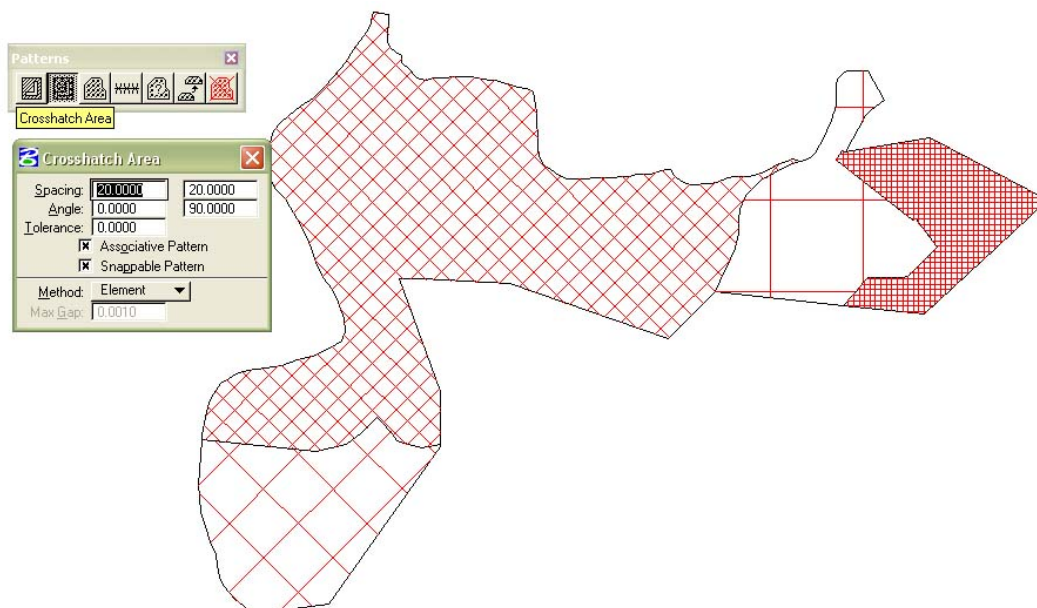 Patterns
Crosshatch Area
Crosshatch Area
Spacing: 20.0000 20.0000
Angle: 0.0000 90.0000
Tolerance: 0.0000
Associative Pattern
Snappable Pattern
Method: Element
Max Gap: 0.0010